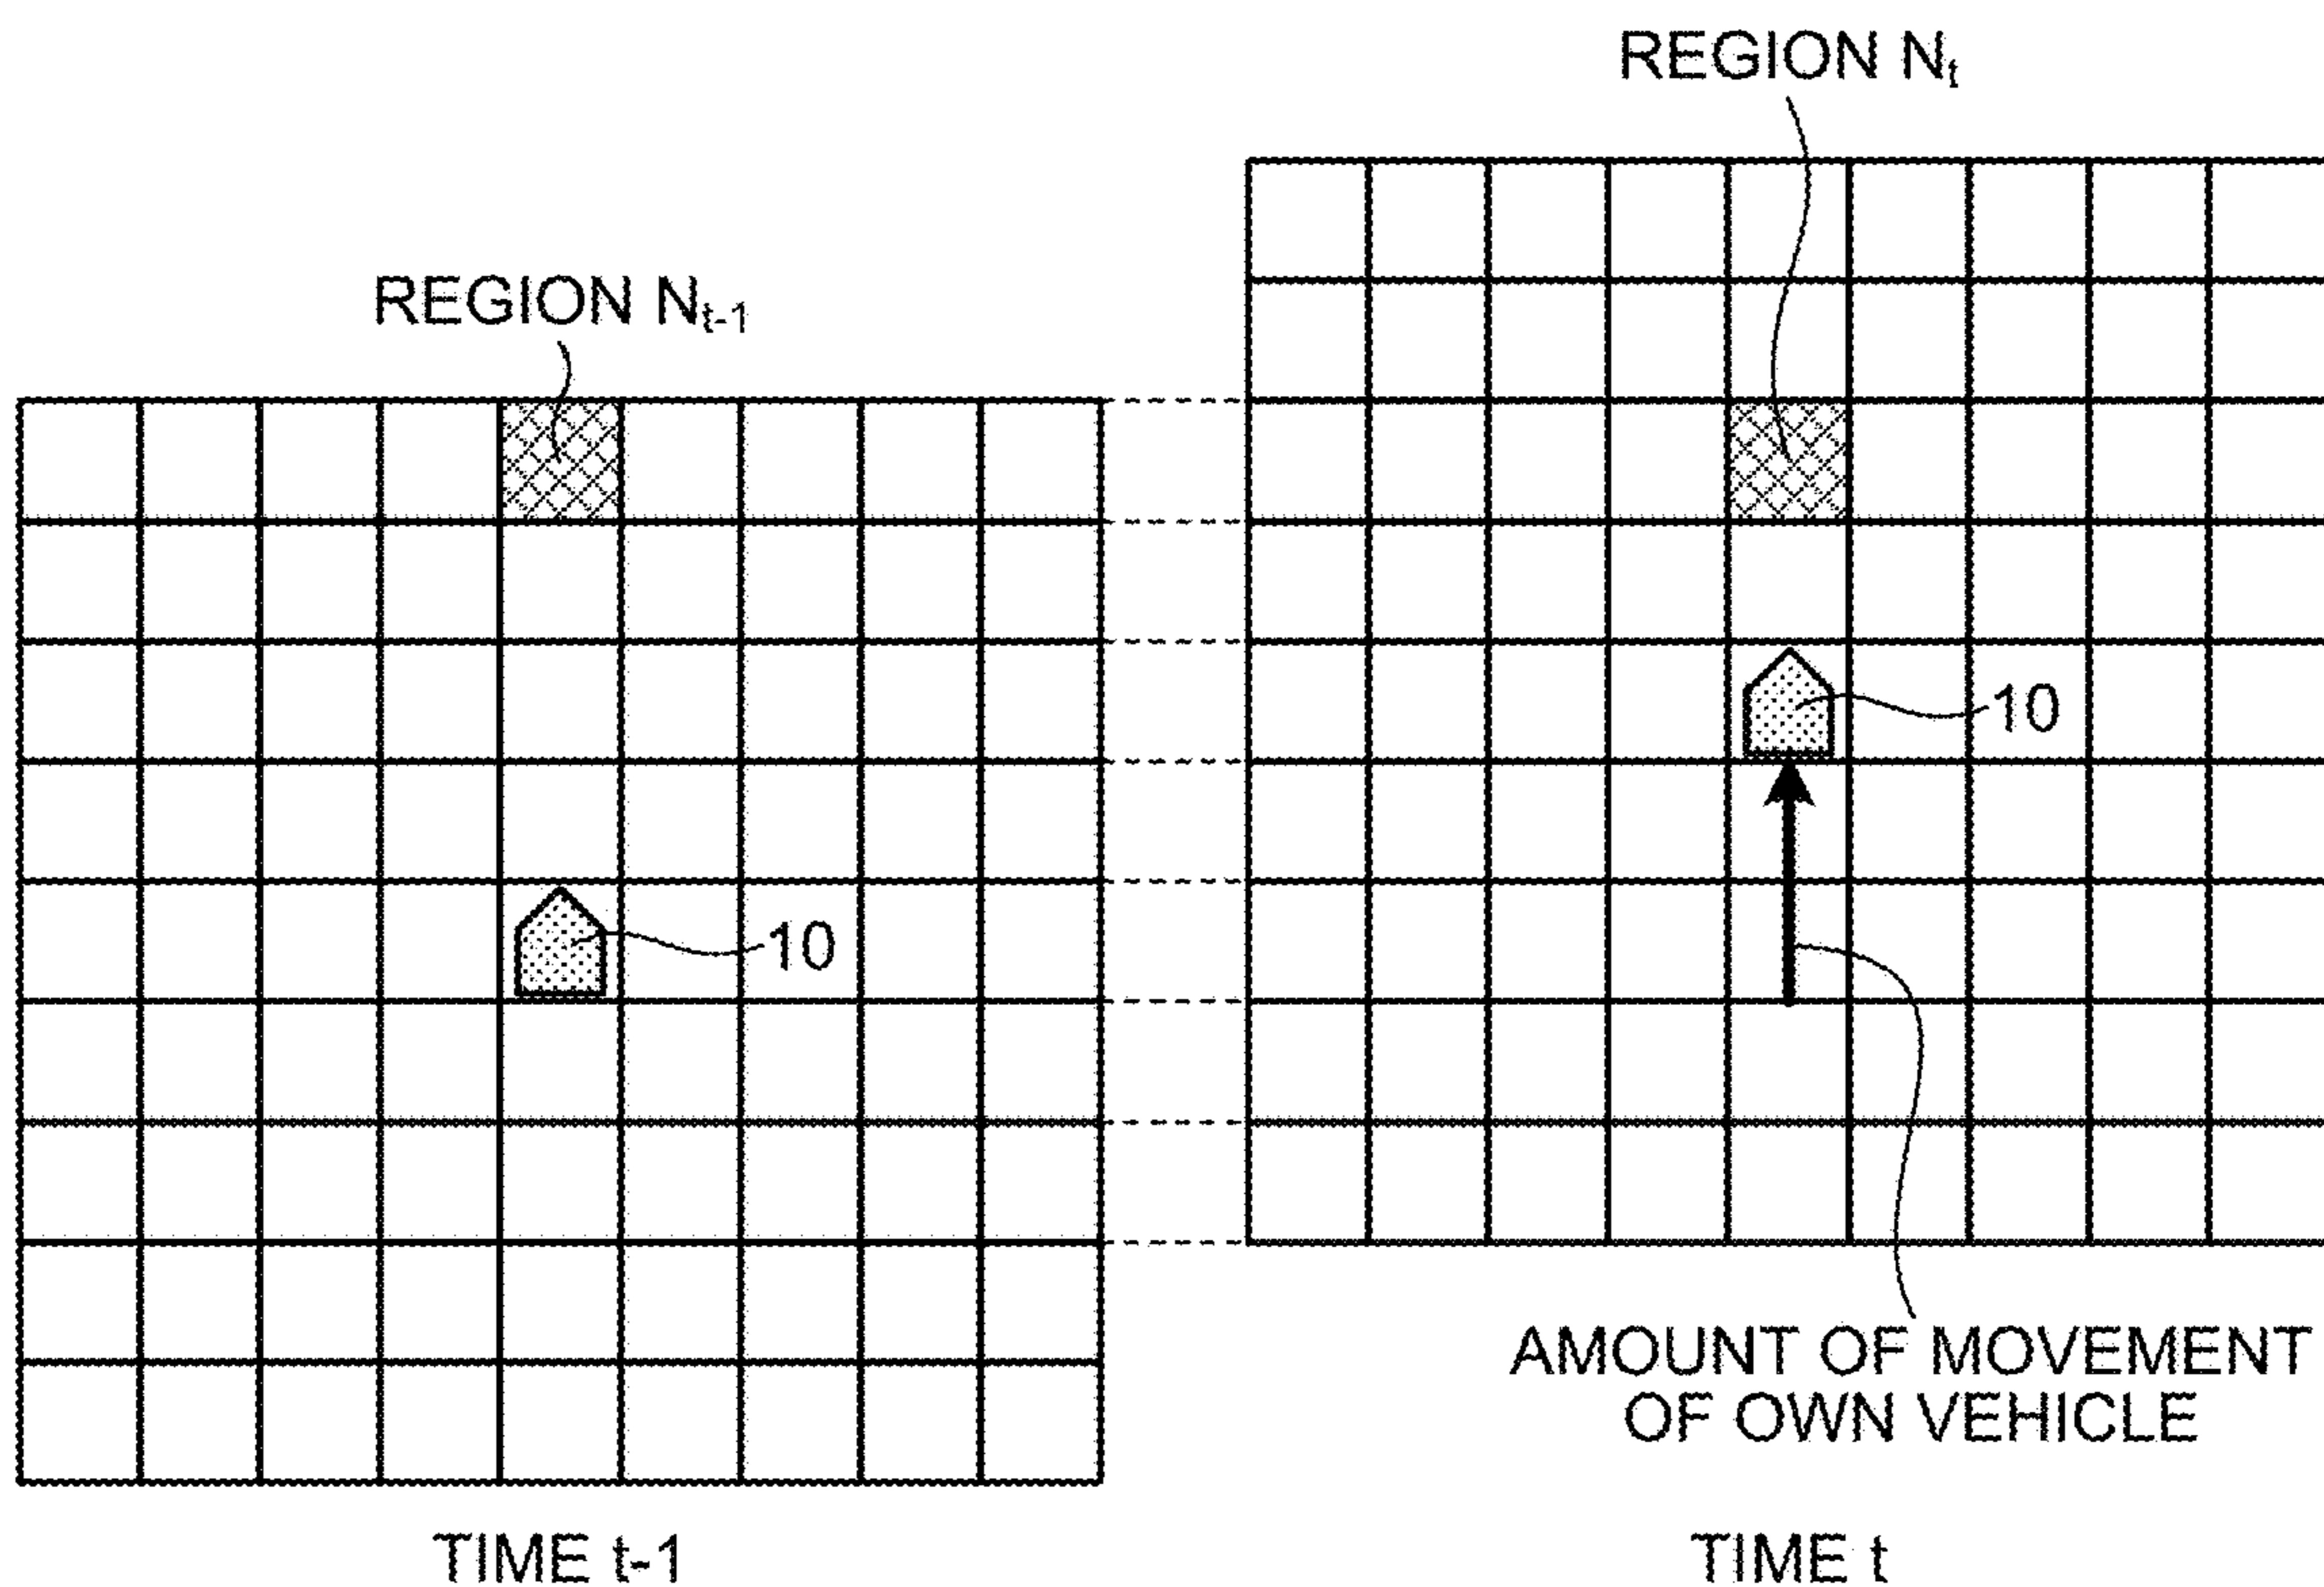 REGION Nₜ
REGION Nₜ₋₁
10
10
AMOUNT OF MOVEMENT
OF OWN VEHICLE
TIME t-1
TIME t